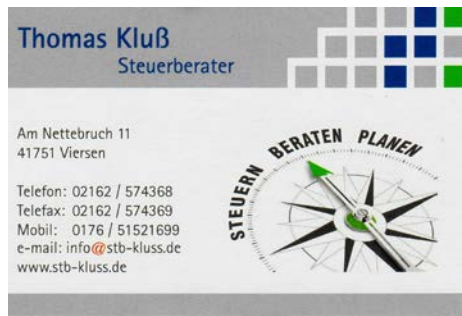 Thomas Kluß
Steuerberater
Am Nettebruch 11
41751 Viersen
Telefon: 02162 / 574368
Telefax: 02162 / 574369
Mobil: 0176 / 51521699
e-mail: info@stb-kluss.de
www.stb-kluss.de
STEUERN BERATEN PLANEN